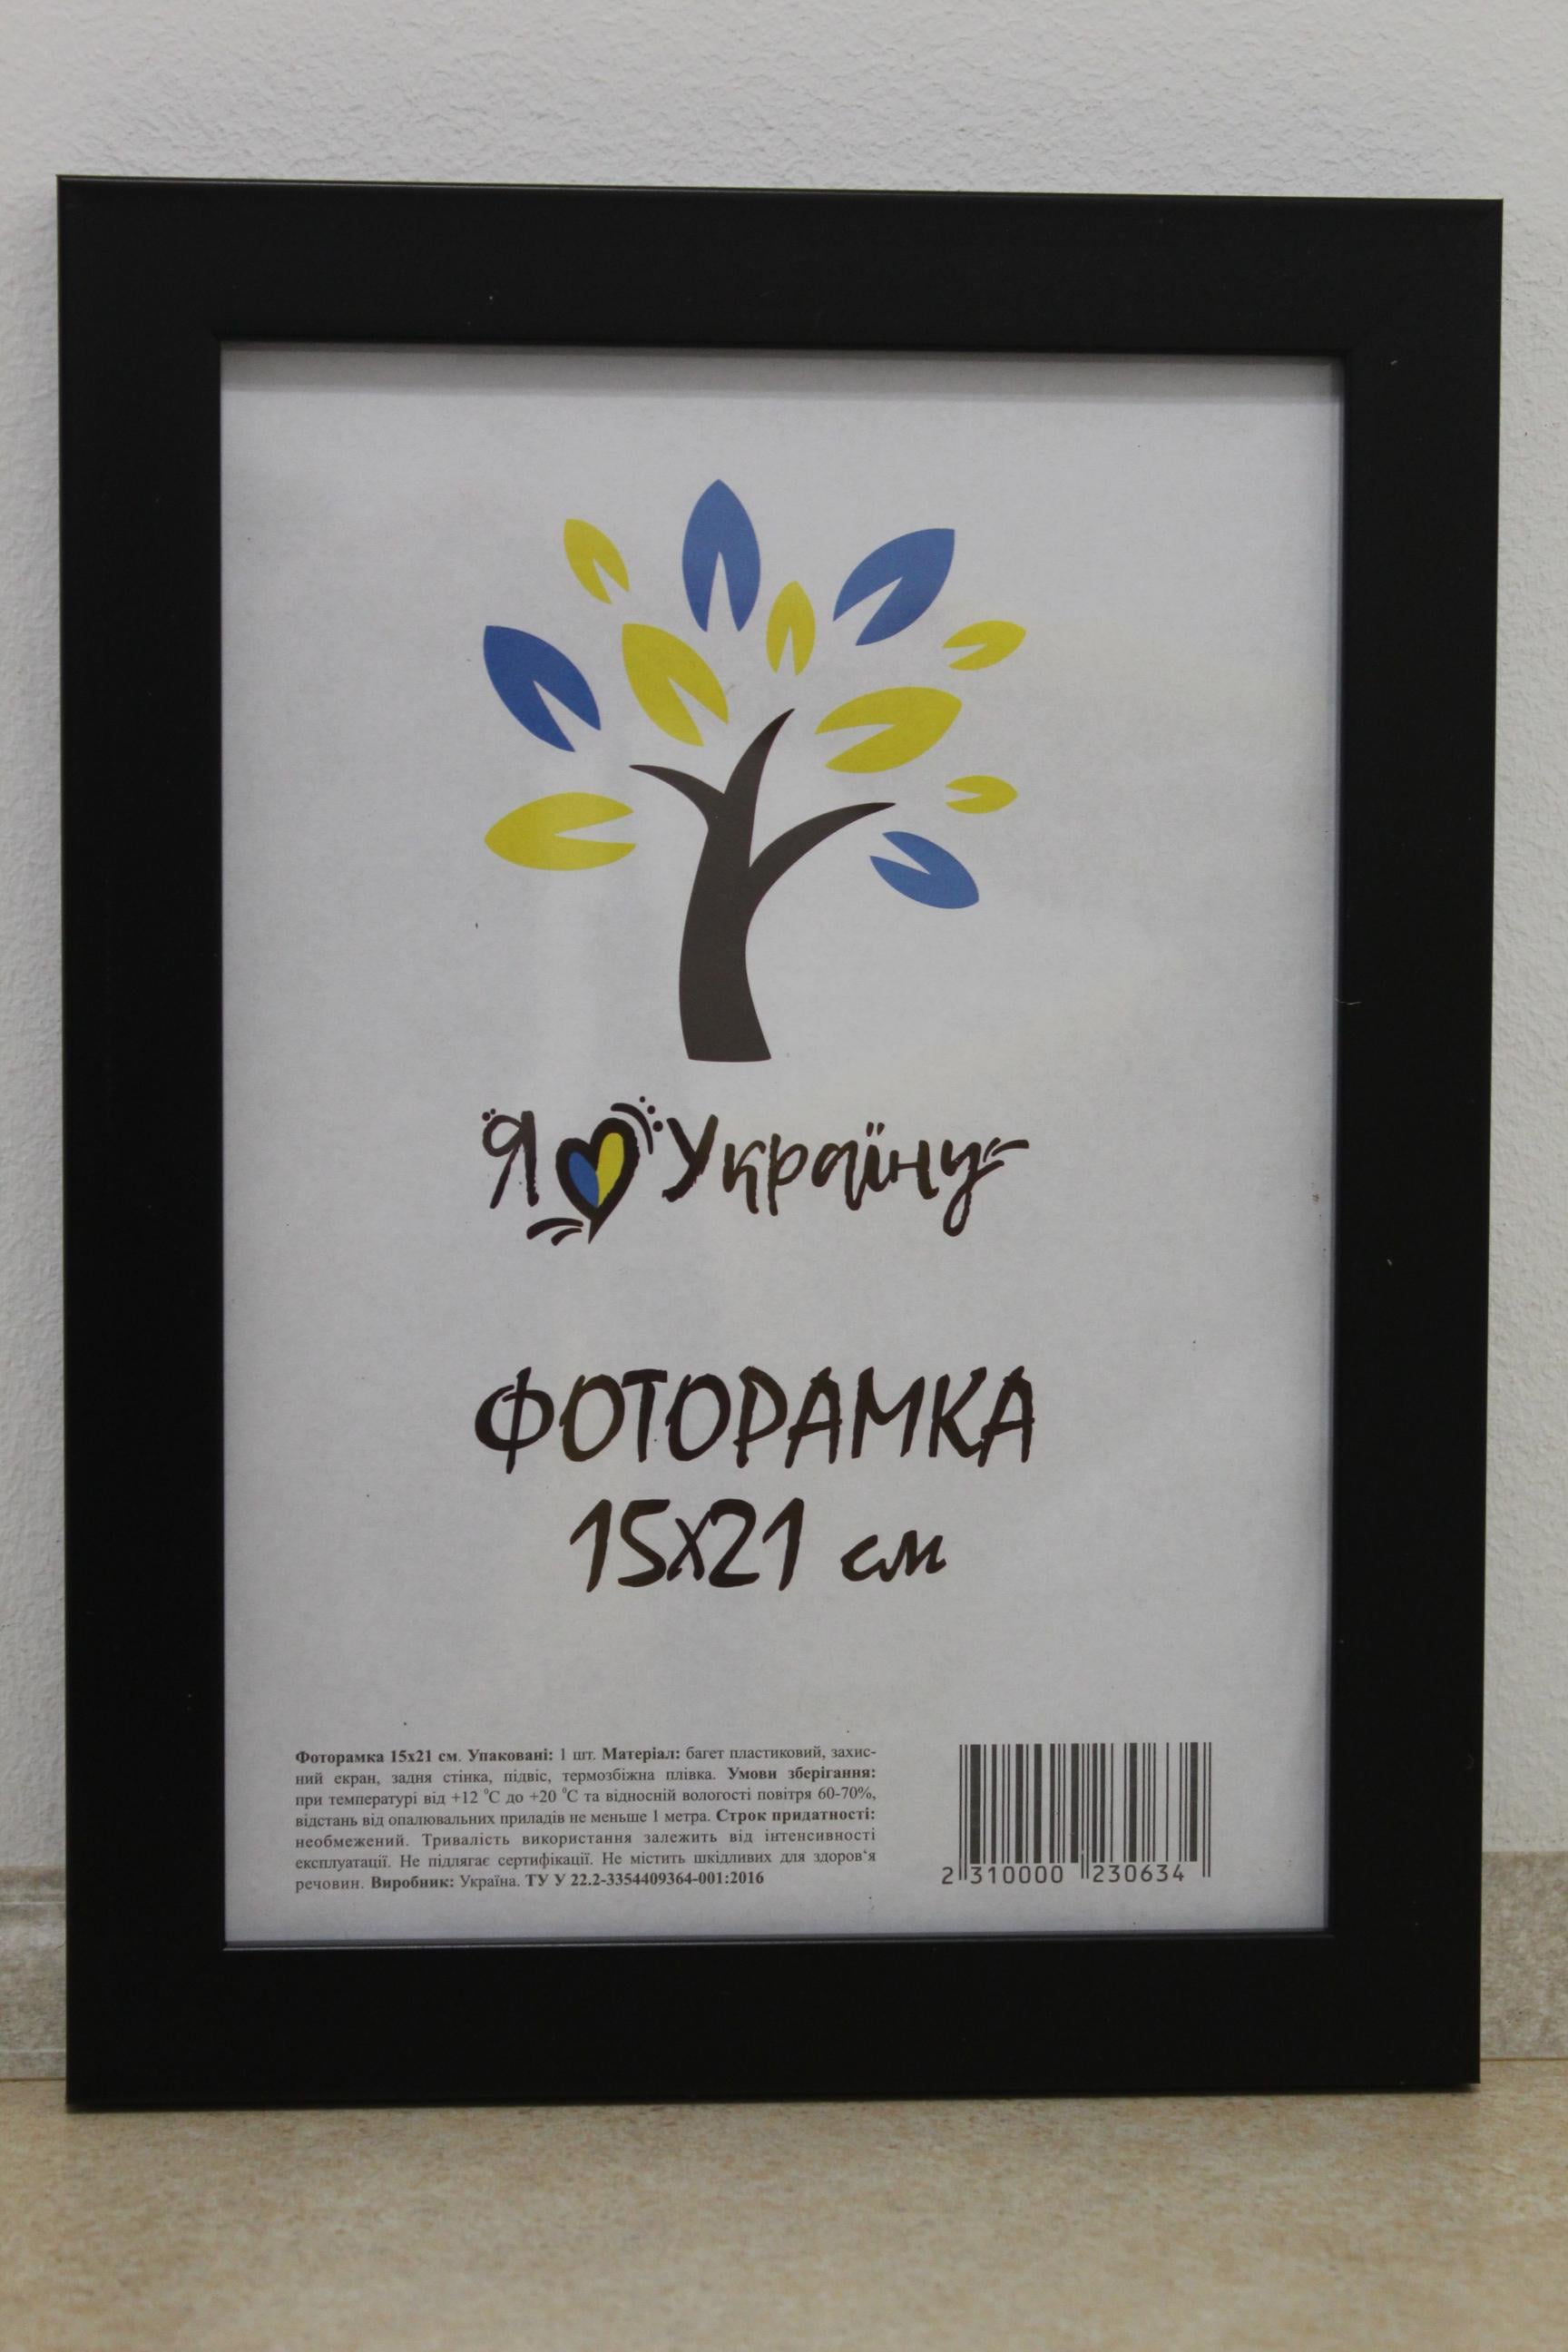 Я Україну
ФОТОРАМКА
15х21 см
Фоторамка 15х21 см. Упаковані: 1 шт. Матеріал: багет пластиковий, захис-
ний екран, задня стінка, підвіс, термозбіжна плівка. Умови зберігання:
при температурі від +12 °С до +20 °С та відносній вологості повітря 60-70%,
відстань від опалювальних приладів не меньше 1 метра. Строк придатності:
необмежений. Тривалість використання залежить від інтенсивності
експлуатації. Не підлягає сертифікації. Не містить шкідливих для здоров'я
речовин. Виробник: Україна. ТУ У 22.2-3354409364-001:2016
2 310000 230634